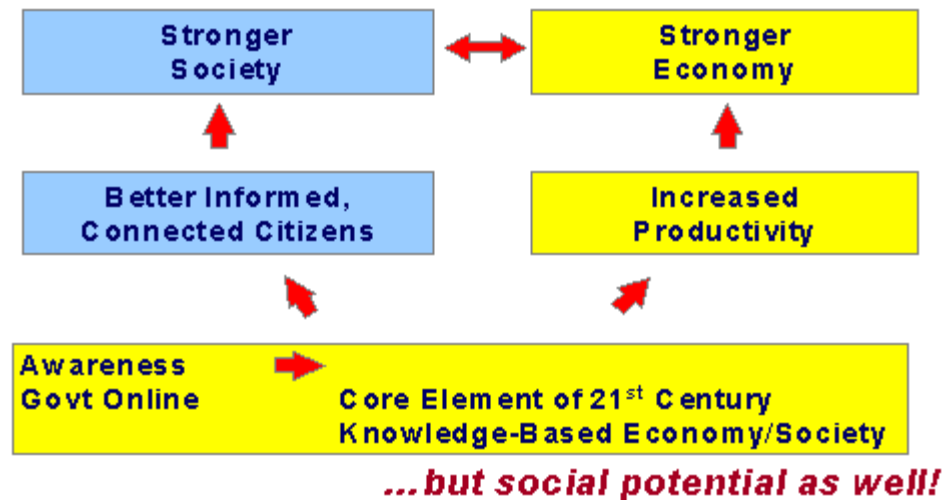 Stronger
Society
Stronger
Economy
Better Informed,
Connected Citizens
Increased
Productivity
Awareness
Govt Online
Core Element of 21st Century
Knowledge-Based Economy/Society
...but social potential as well!